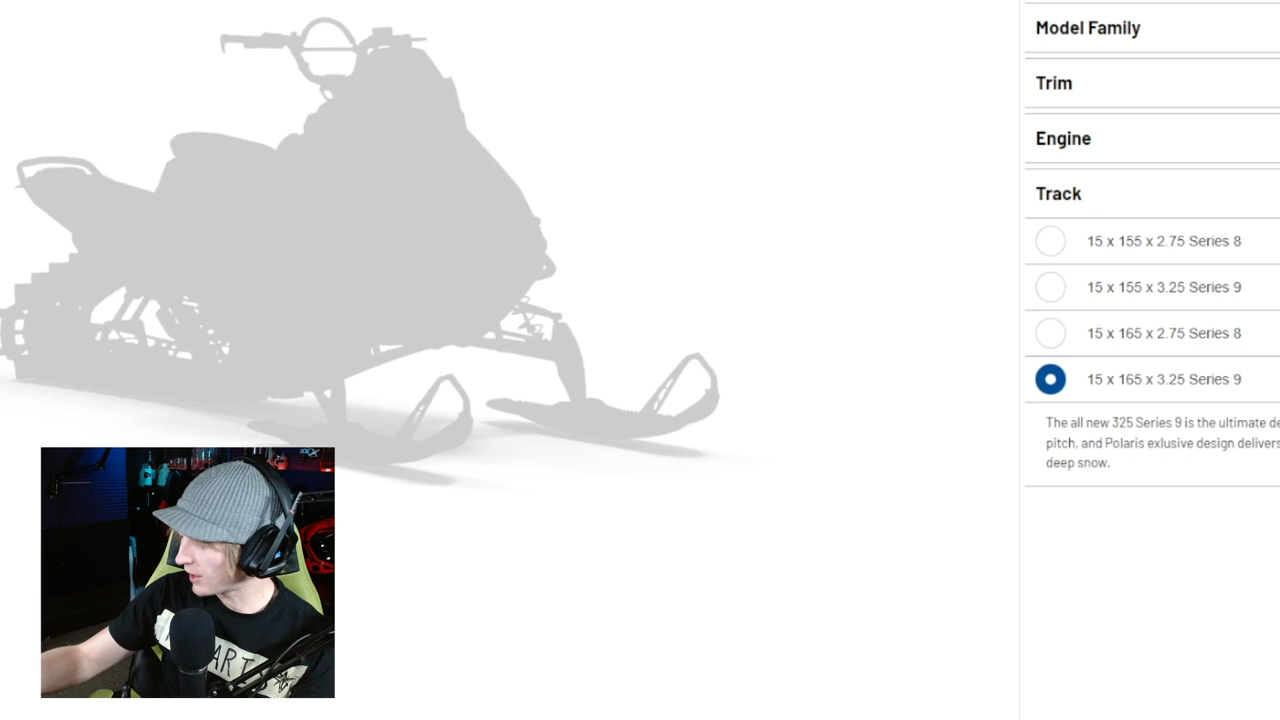 Model Family
Trim
Engine
Track
15 x 155 x 2.75 Series 8
15 x 155 x 3.25 Series 9
15 x 165 x 2.75 Series 8
15 x 165 x 3.25 Series 9
The all new 325 Series 9 is the ultimate
pitch, and Polaris exlusive design delivers
deep snow.
ART